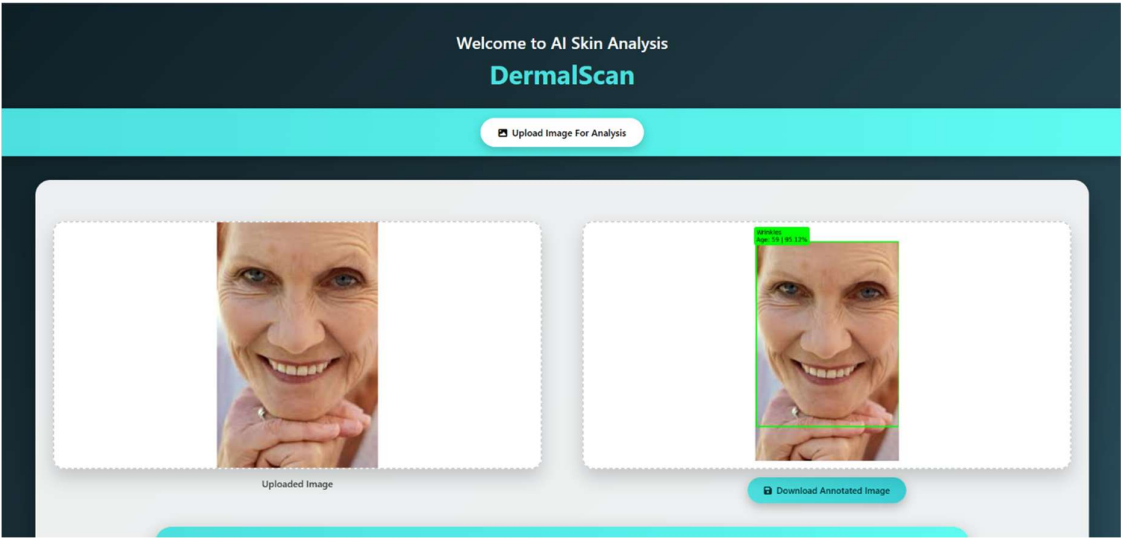 Welcome to AI Skin Analysis
DermalScan
Upload Image For Analysis
Wrinkles
Age: 59 | 95.12%
Uploaded Image
Download Annotated Image